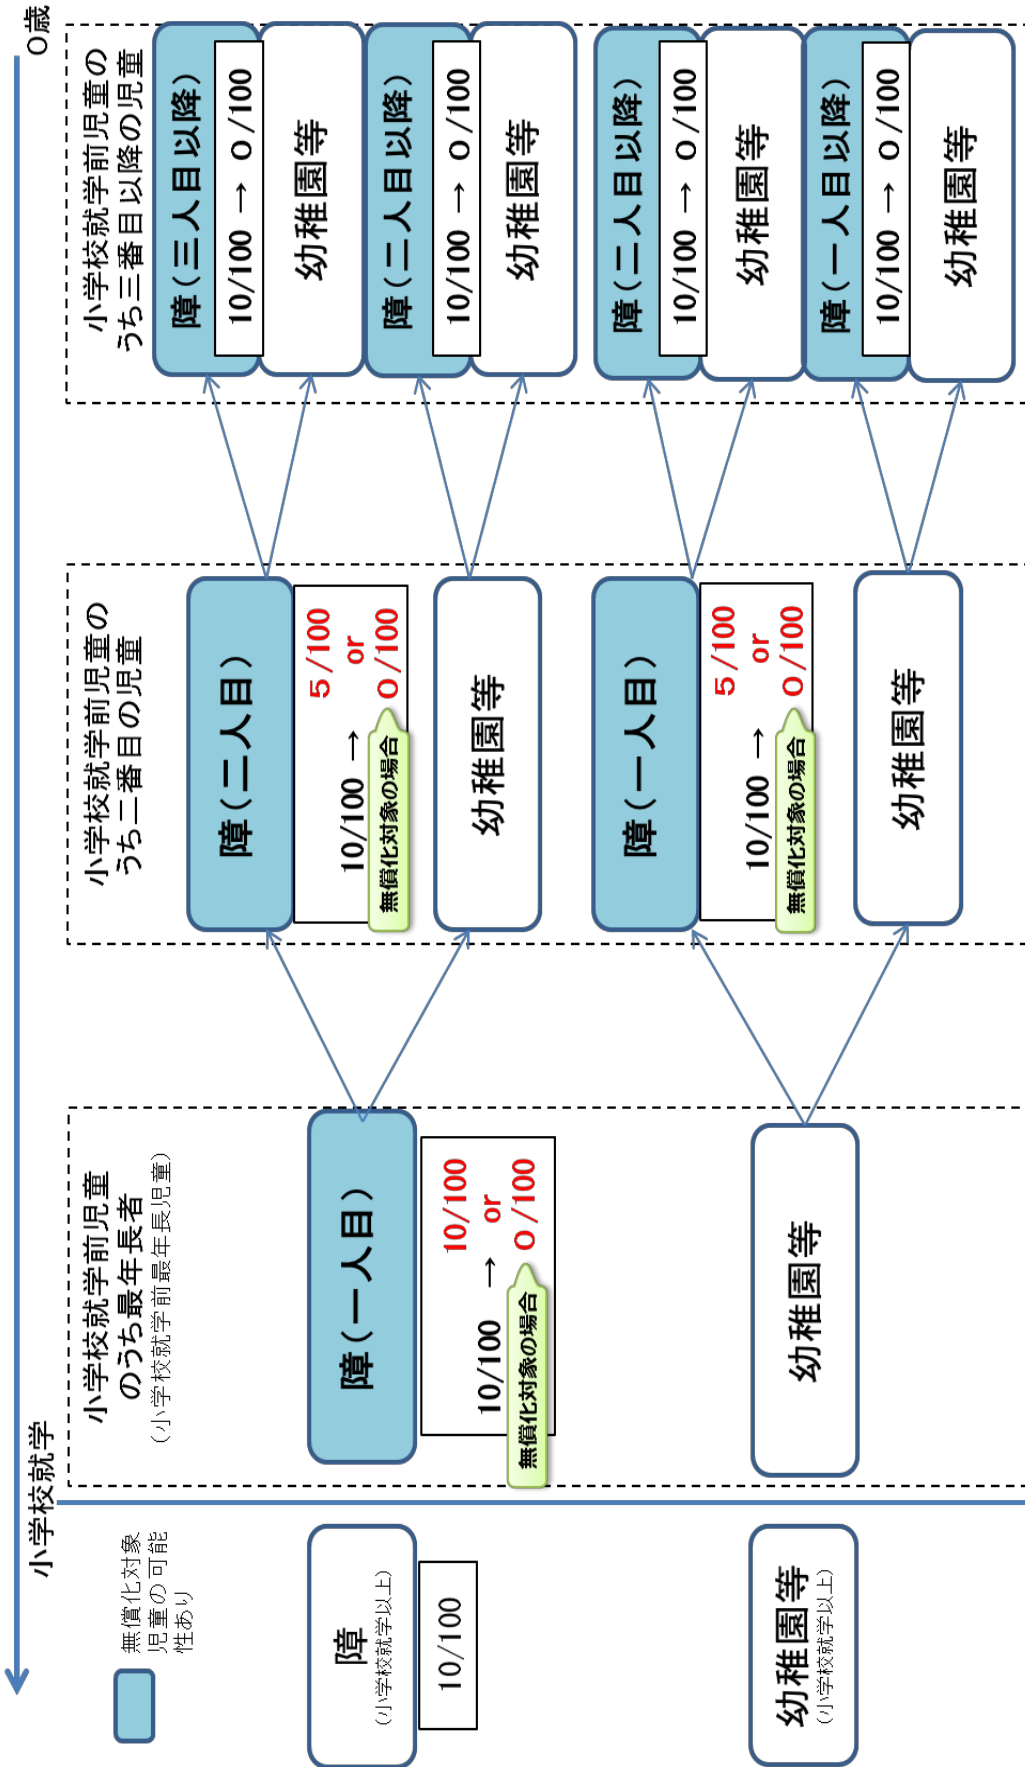 小学校就学
０歳
無償化対象
児童の可能
性あり
障
（小学校就学以上）
10/100
幼稚園等
（小学校就学以上）
小学校就学前児童
のうち最年長者
（小学校就学前最年長児童）
障（一人目）
10/100 →
10/100
or
０/100
無償化対象の場合
幼稚園等
小学校就学前児童の
うち二番目の児童
障（二人目）
10/100 →
５/100
or
０/100
無償化対象の場合
幼稚園等
障（一人目）
10/100 →
５/100
or
０/100
無償化対象の場合
幼稚園等
小学校就学前児童の
うち三番目以降の児童
障（三人目以降）
10/100 → ０/100
幼稚園等
障（二人目以降）
10/100 → ０/100
幼稚園等
障（二人目以降）
10/100 → ０/100
幼稚園等
障（一人目以降）
10/100 → ０/100
幼稚園等